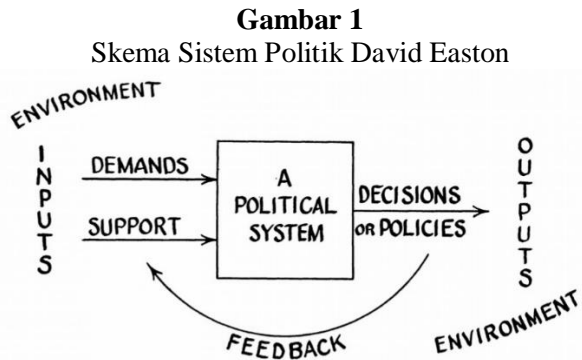 Gambar 1
Skema Sistem Politik David Easton
ENVIRONMENT
INPUTS
DEMANDS
SUPPORT
A
POLITICAL
SYSTEM
DECISIONS
OR POLICIES
OUTPUTS
FEEDBACK
ENVIRONMENT